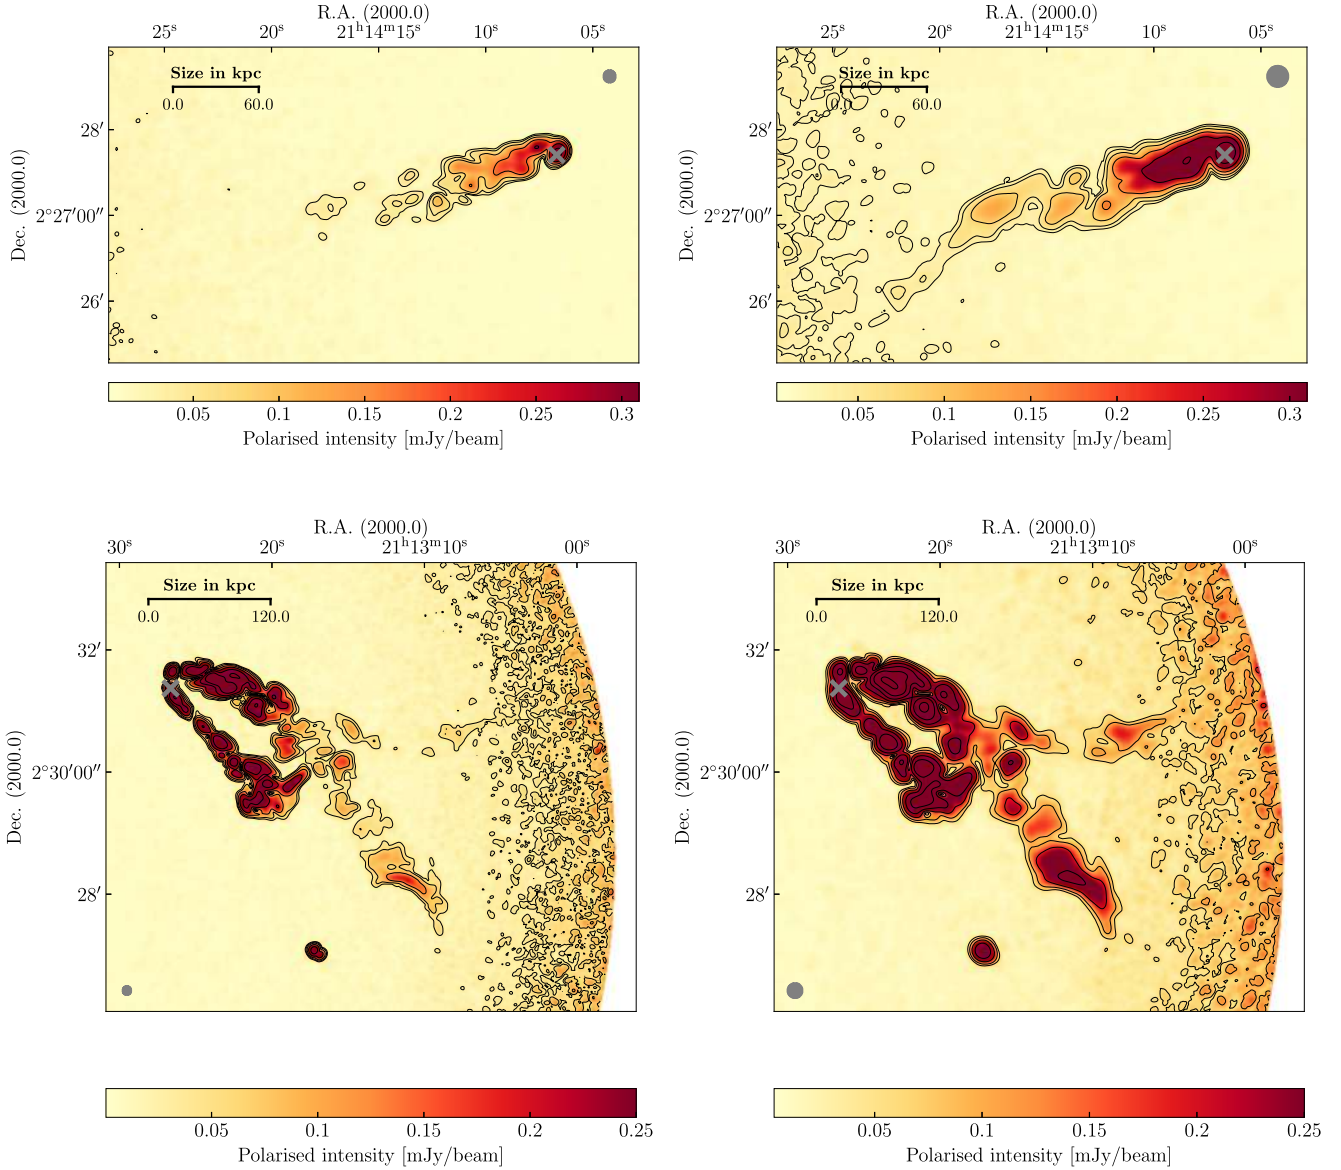 R.A. (2000.0)
25ˢ 20ˢ 21ʰ14ᵐ15ˢ 10ˢ 05ˢ
Size in kpc
0.0 60.0
Dec. (2000.0)
28′
2°27′00″
26′
0.05 0.1 0.15 0.2 0.25 0.3
Polarised intensity [mJy/beam]
R.A. (2000.0)
25ˢ 20ˢ 21ʰ14ᵐ15ˢ 10ˢ 05ˢ
Size in kpc
0.0 60.0
Dec. (2000.0)
28′
2°27′00″
26′
0.05 0.1 0.15 0.2 0.25 0.3
Polarised intensity [mJy/beam]
R.A. (2000.0)
30ˢ 20ˢ 21ʰ13ᵐ10ˢ 00ˢ
Size in kpc
0.0 120.0
Dec. (2000.0)
32′
2°30′00″
28′
0.05 0.1 0.15 0.2 0.25
Polarised intensity [mJy/beam]
R.A. (2000.0)
30ˢ 20ˢ 21ʰ13ᵐ10ˢ 00ˢ
Size in kpc
0.0 120.0
Dec. (2000.0)
32′
2°30′00″
28′
0.05 0.1 0.15 0.2 0.25
Polarised intensity [mJy/beam]